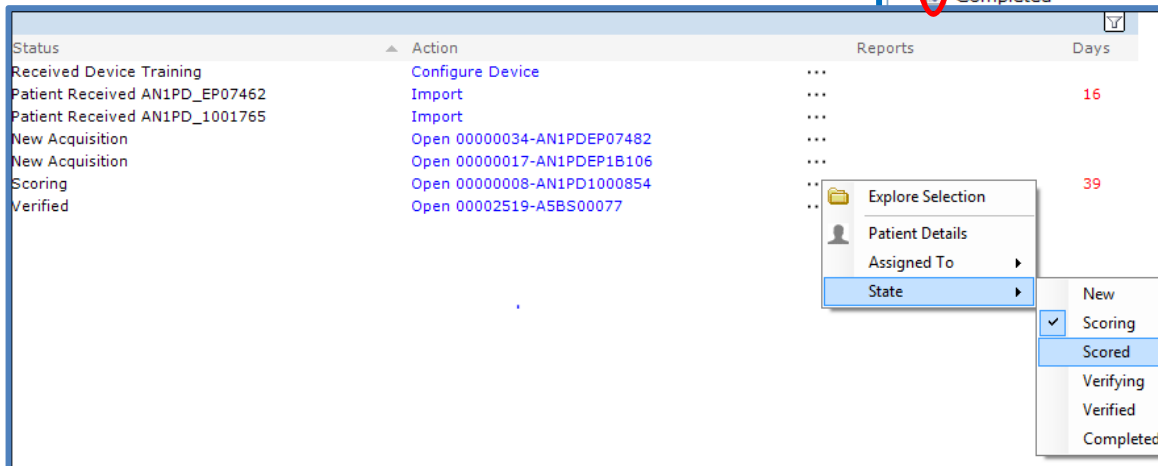 Completed
Status Action Reports Days
Received Device Training Configure Device ...
Patient Received AN1PD_EP07462 Import ... 16
Patient Received AN1PD_1001765 Import ...
New Acquisition Open 00000034-AN1PDEP07482 ...
New Acquisition Open 00000017-AN1PDEP1B106 ...
Scoring Open 00000008-AN1PD1000854 .. 39
Verified Open 00002519-A5BS00077 ..
Explore Selection
Patient Details
Assigned To
State
New
Scoring
Scored
Verifying
Verified
Completed